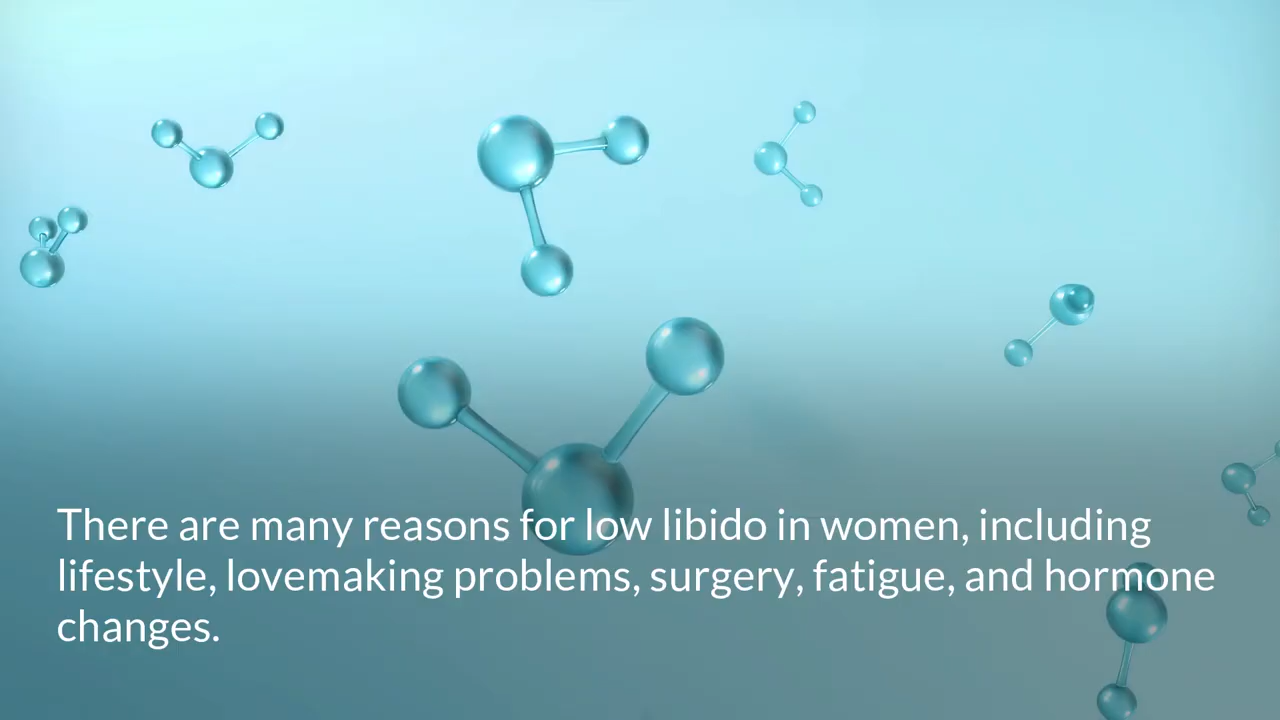 There are many reasons for low libido in women, including
lifestyle, lovemaking problems, surgery, fatigue, and hormone
changes.